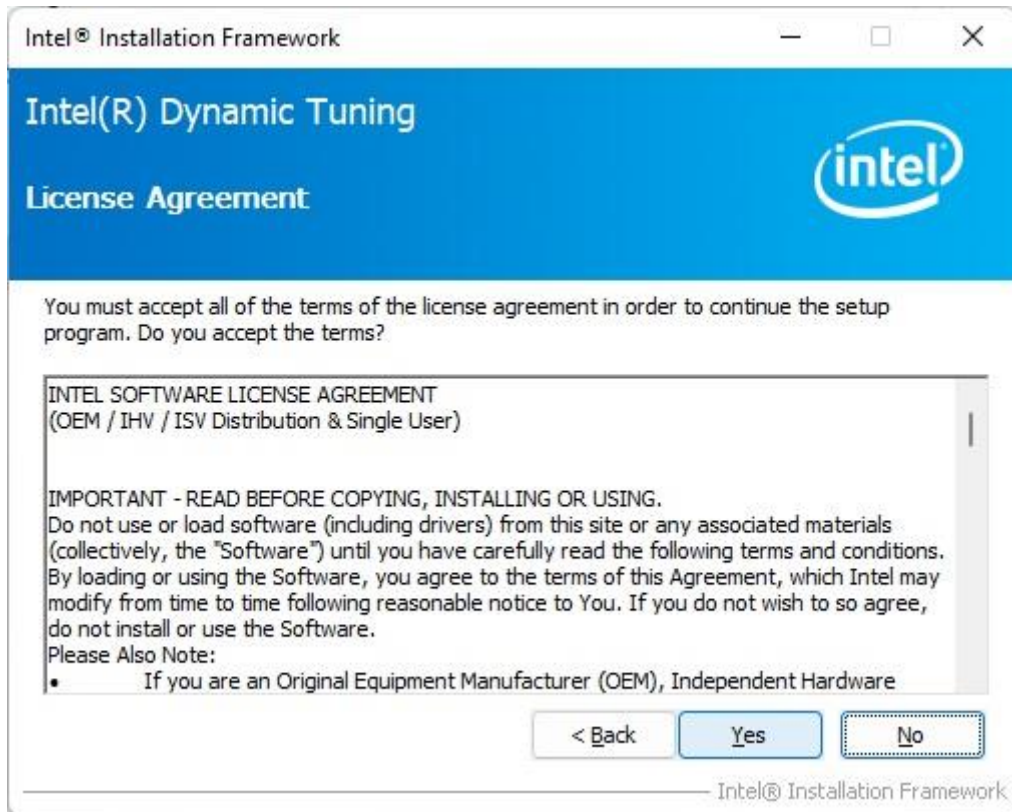 Intel® Installation Framework
Intel(R) Dynamic Tuning
intel
License Agreement
You must accept all of the terms of the license agreement in order to continue the setup
program. Do you accept the terms?
INTEL SOFTWARE LICENSE AGREEMENT
(OEM / IHV / ISV Distribution & Single User)
IMPORTANT - READ BEFORE COPYING, INSTALLING OR USING.
Do not use or load software (including drivers) from this site or any associated materials
(collectively, the "Software") until you have carefully read the following terms and conditions.
By loading or using the Software, you agree to the terms of this Agreement, which Intel may
modify from time to time following reasonable notice to You. If you do not wish to so agree,
do not install or use the Software.
Please Also Note:
• If you are an Original Equipment Manufacturer (OEM), Independent Hardware
< Back Yes No
Intel® Installation Framework